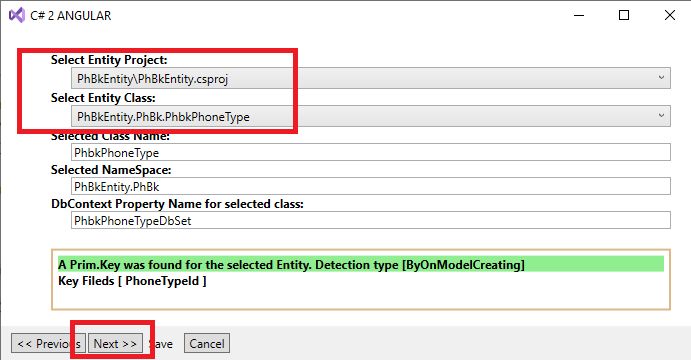 C# 2 ANGULAR
Select Entity Project:
PhBkEntity\PhBkEntity.csproj
Select Entity Class:
PhBkEntity.PhBk.PhbkPhoneType
Selected Class Name:
PhbkPhoneType
Selected NameSpace:
PhBkEntity.PhBk
DbContext Property Name for selected class:
PhbkPhoneTypeDbSet
A Prim.Key was found for the selected Entity. Detection type [ByOnModelCreating]
Key Fileds [ PhoneTypeId ]
<< Previous Next >> Save Cancel